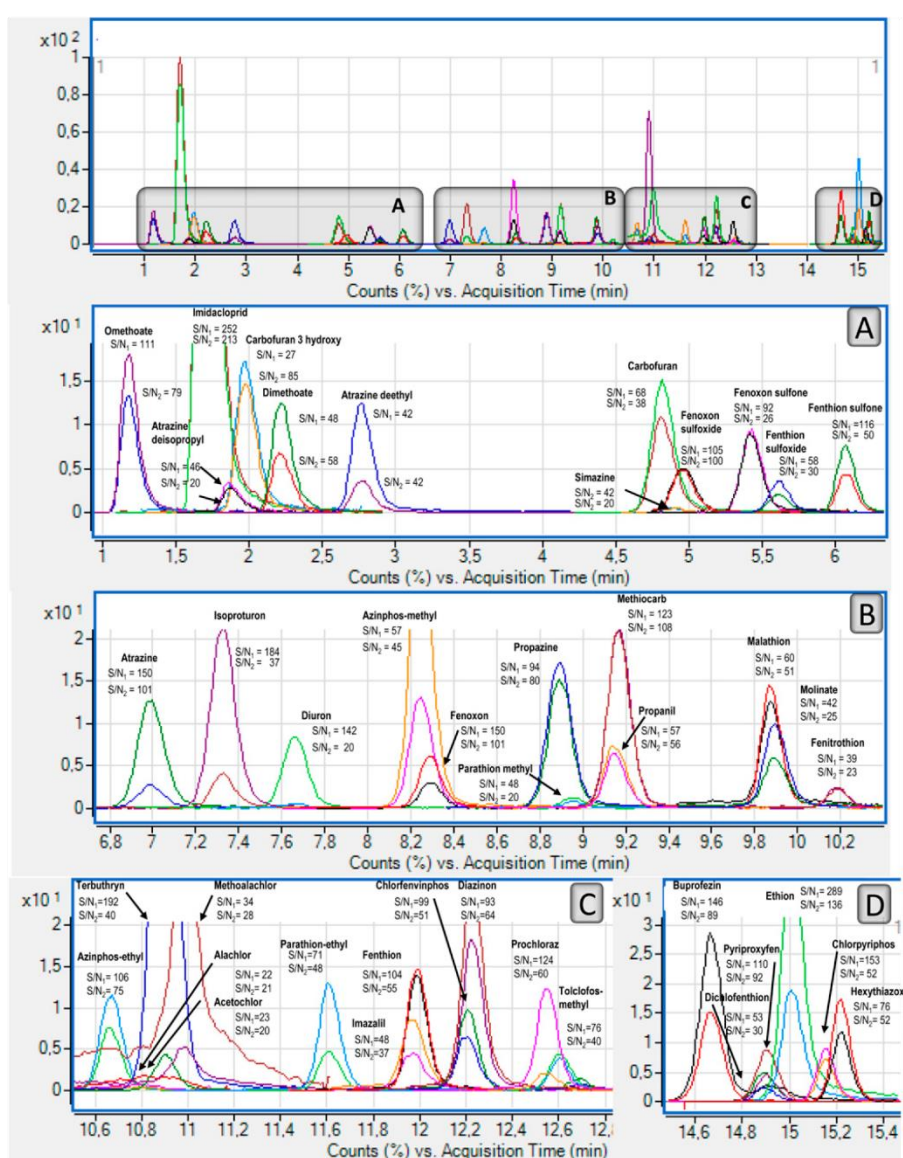 x10 2
1
1
1
0,8
0,6
0,4
0,2
0
A
B
C
D
1 2 3 4 5 6 7 8 9 10 11 12 13 14 15
Counts (%) vs. Acquisition Time (min)
x10 1
A
Omethoate
S/N1 = 111
S/N2 = 79
Imidacloprid
S/N1 = 252
S/N2 = 213
Carbofuran 3 hydroxy
S/N1 = 27
S/N2 = 85
Dimethoate
S/N1 = 48
S/N2 = 58
Atrazine deethyl
S/N1 = 42
S/N2 = 42
Atrazine
deisopropyl
S/N1 = 46
S/N2 = 20
Carbofuran
S/N1 = 68
S/N2 = 38
Fenoxon
sulfoxide
S/N1 =105
S/N2 =100
Simazine
S/N1 = 42
S/N2 = 20
Fenoxon sulfone
S/N1 = 92
S/N2 = 26
Fenthion
sulfoxide
S/N1 = 58
S/N2 = 30
Fenthion sulfone
S/N1 =116
S/N2 = 50
1,5
1
0,5
0
1 1,5 2 2,5 3 3,5 4 4,5 5 5,5 6
Counts (%) vs. Acquisition Time (min)
x10 1
B
Atrazine
S/N1 = 150
S/N2 = 101
Isoproturon
S/N1 = 184
S/N2 = 37
Diuron
S/N1 = 142
S/N2 = 20
Azinphos-methyl
S/N1 = 57
S/N2 = 45
Fenoxon
S/N1 = 150
S/N2 = 101
Propazine
S/N1 = 94
S/N2 = 80
Parathion methyl
S/N1 = 48
S/N2 = 20
Methiocarb
S/N1 = 123
S/N2 = 108
Propanil
S/N1 = 57
S/N2 = 56
Malathion
S/N1 = 60
S/N2 = 51
Molinate
S/N1 =42
S/N2 =25
Fenitrothion
S/N1 = 39
S/N2 = 23
2
1,5
1
0,5
0
6,8 7 7,2 7,4 7,6 7,8 8 8,2 8,4 8,6 8,8 9 9,2 9,4 9,6 9,8 10 10,2
Counts (%) vs. Acquisition Time (min)
x10 1
C
Terbuthryn
S/N1=192
S/N2= 40
Methoalachlor
S/N1= 34
S/N2= 28
Azinphos-ethyl
S/N1= 106
S/N2= 75
Alachlor
S/N1= 22
S/N2= 21
Acetochlor
S/N1=23
S/N2=20
Parathion-ethyl
S/N1=71
S/N2=48
Imazalil
S/N1=48
S/N2=37
Chlorfenvinphos
S/N1=99
S/N2=51
Fenthion
S/N1=104
S/N2=55
Diazinon
S/N1=93
S/N2=64
Prochloraz
S/N1=124
S/N2= 60
Tolclofos-
methyl
S/N1=76
S/N2=40
2
1,5
1
0,5
0
10,6 10,8 11 11,2 11,4 11,6 11,8 12 12,2 12,4 12,6 12,8
Counts (%) vs. Acquisition Time (min)
x10 1
D
1
Buprofezin
S/N1= 146
S/N2= 89
Ethion
S/N1= 289
S/N2= 136
Pyriproxyfen
S/N1= 110
S/N2= 92
Dichlofenthion
S/N1= 53
S/N2= 30
Chlorpyriphos
S/N1=153
S/N2= 52
Hexythiazox
S/N1= 76
S/N2= 52
3
2,5
2
1,5
1
0,5
0
14,6 14,8 15 15,2 15,4
Counts (%) vs. Acquisition Time (min)